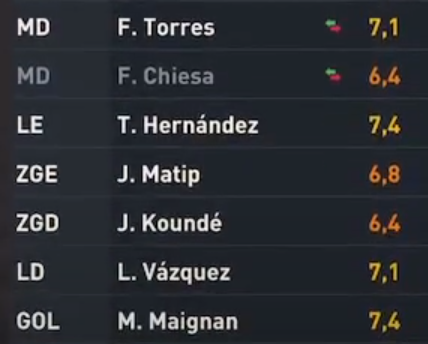 MD F. Torres 7,1
MD F. Chiesa 6,4
LE T. Hernández 7,4
ZGE J. Matip 6,8
ZGD J. Koundé 6,4
LD L. Vázquez 7,1
GOL M. Maignan 7,4